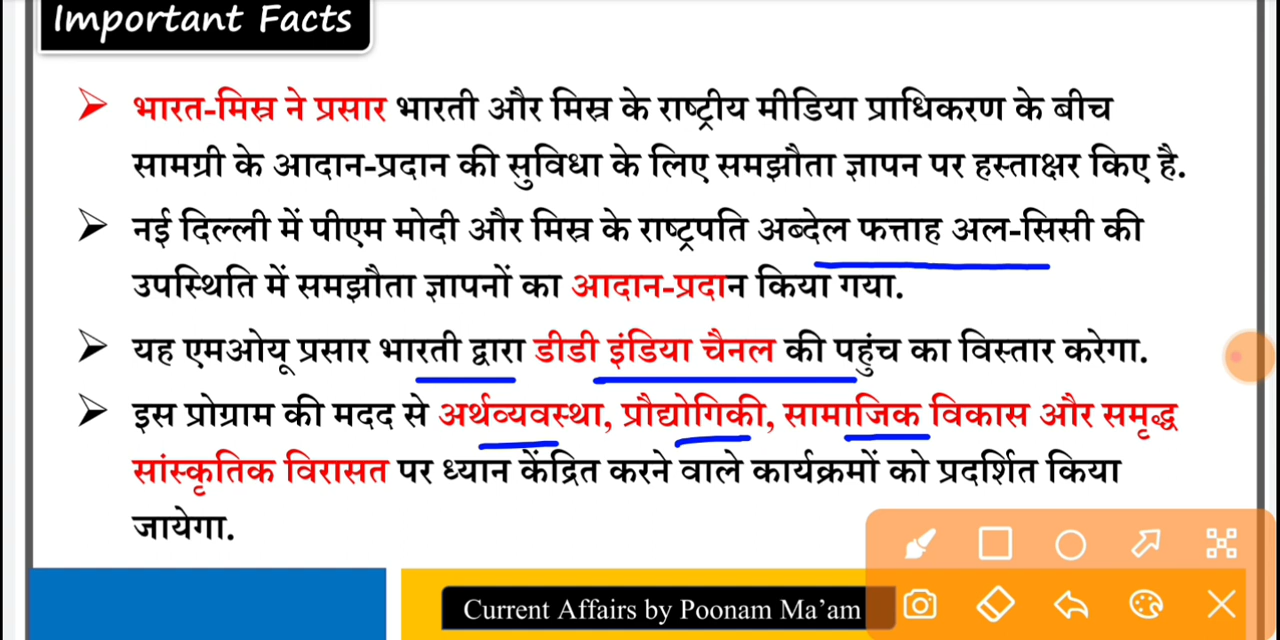 Important Facts
भारत-मिस्र ने प्रसार भारती और मिस्र के राष्ट्रीय मीडिया प्राधिकरण के बीच
सामग्री के आदान-प्रदान की सुविधा के लिए समझौता ज्ञापन पर हस्ताक्षर किए है.
नई दिल्ली में पीएम मोदी और मिस्र के राष्ट्रपति अब्देल फत्ताह अल-सिसी की
उपस्थिति में समझौता ज्ञापनों का आदान-प्रदान किया गया.
यह एमओयू प्रसार भारती द्वारा डीडी इंडिया चैनल की पहुंच का विस्तार करेगा.
इस प्रोग्राम की मदद से अर्थव्यवस्था, प्रौद्योगिकी, सामाजिक विकास और समृद्ध
सांस्कृतिक विरासत पर ध्यान केंद्रित करने वाले कार्यक्रमों को प्रदर्शित किया
जायेगा.
Current Affairs by Poonam Ma'am